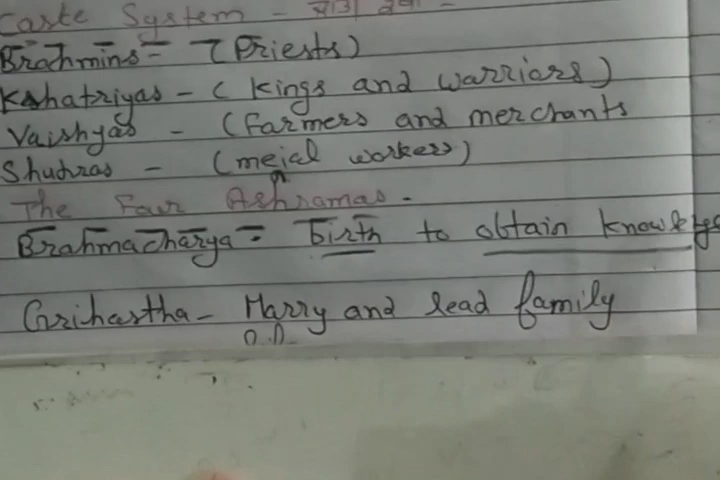 Caste System -
Brahmins - (Priests)
Kshatriyas - (Kings and warriors)
Vaishyas - (Farmers and merchants
Shudras - (meial workers)
n
The Four Ashramas -
Brahmacharya - birth to obtain knowledge
Grihastha - Marry and lead family